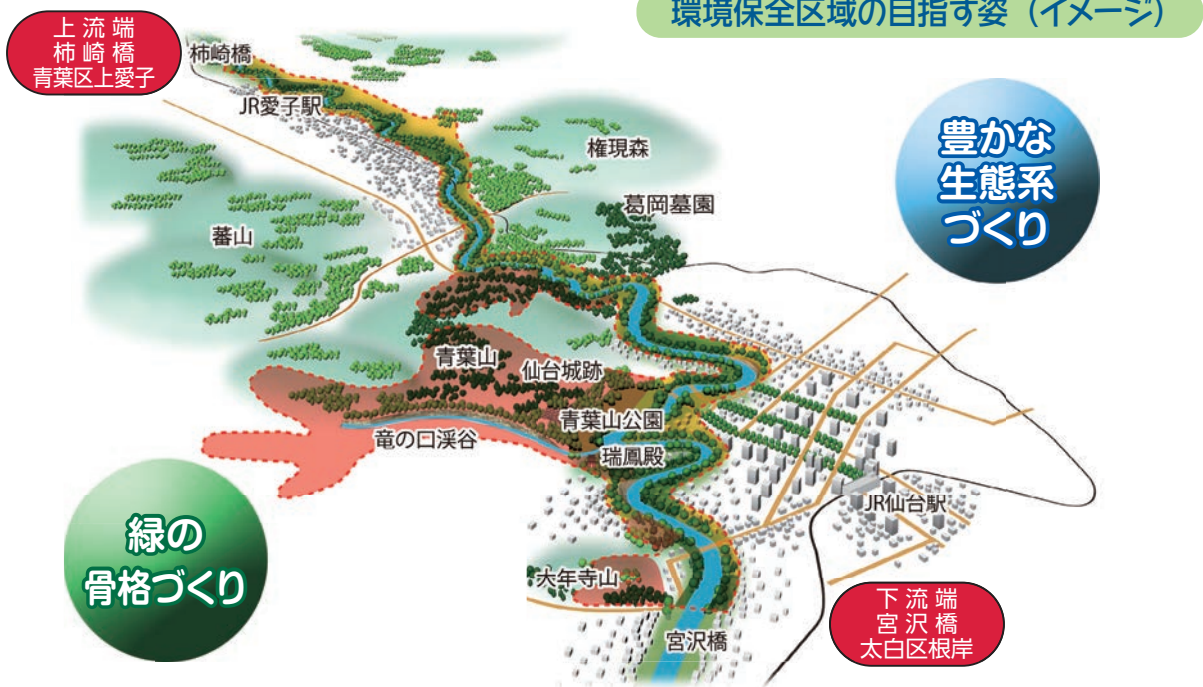 環境保全区域の目指す姿（イメージ）
上流端
柿崎橋
青葉区上愛子
柿崎橋
JR愛子駅
権現森
葛岡墓園
豊かな
生態系
づくり
蕃山
青葉山
仙台城跡
青葉山公園
竜の口渓谷
瑞鳳殿
JR仙台駅
緑の
骨格づくり
大年寺山
宮沢橋
下流端
宮沢橋
太白区根岸